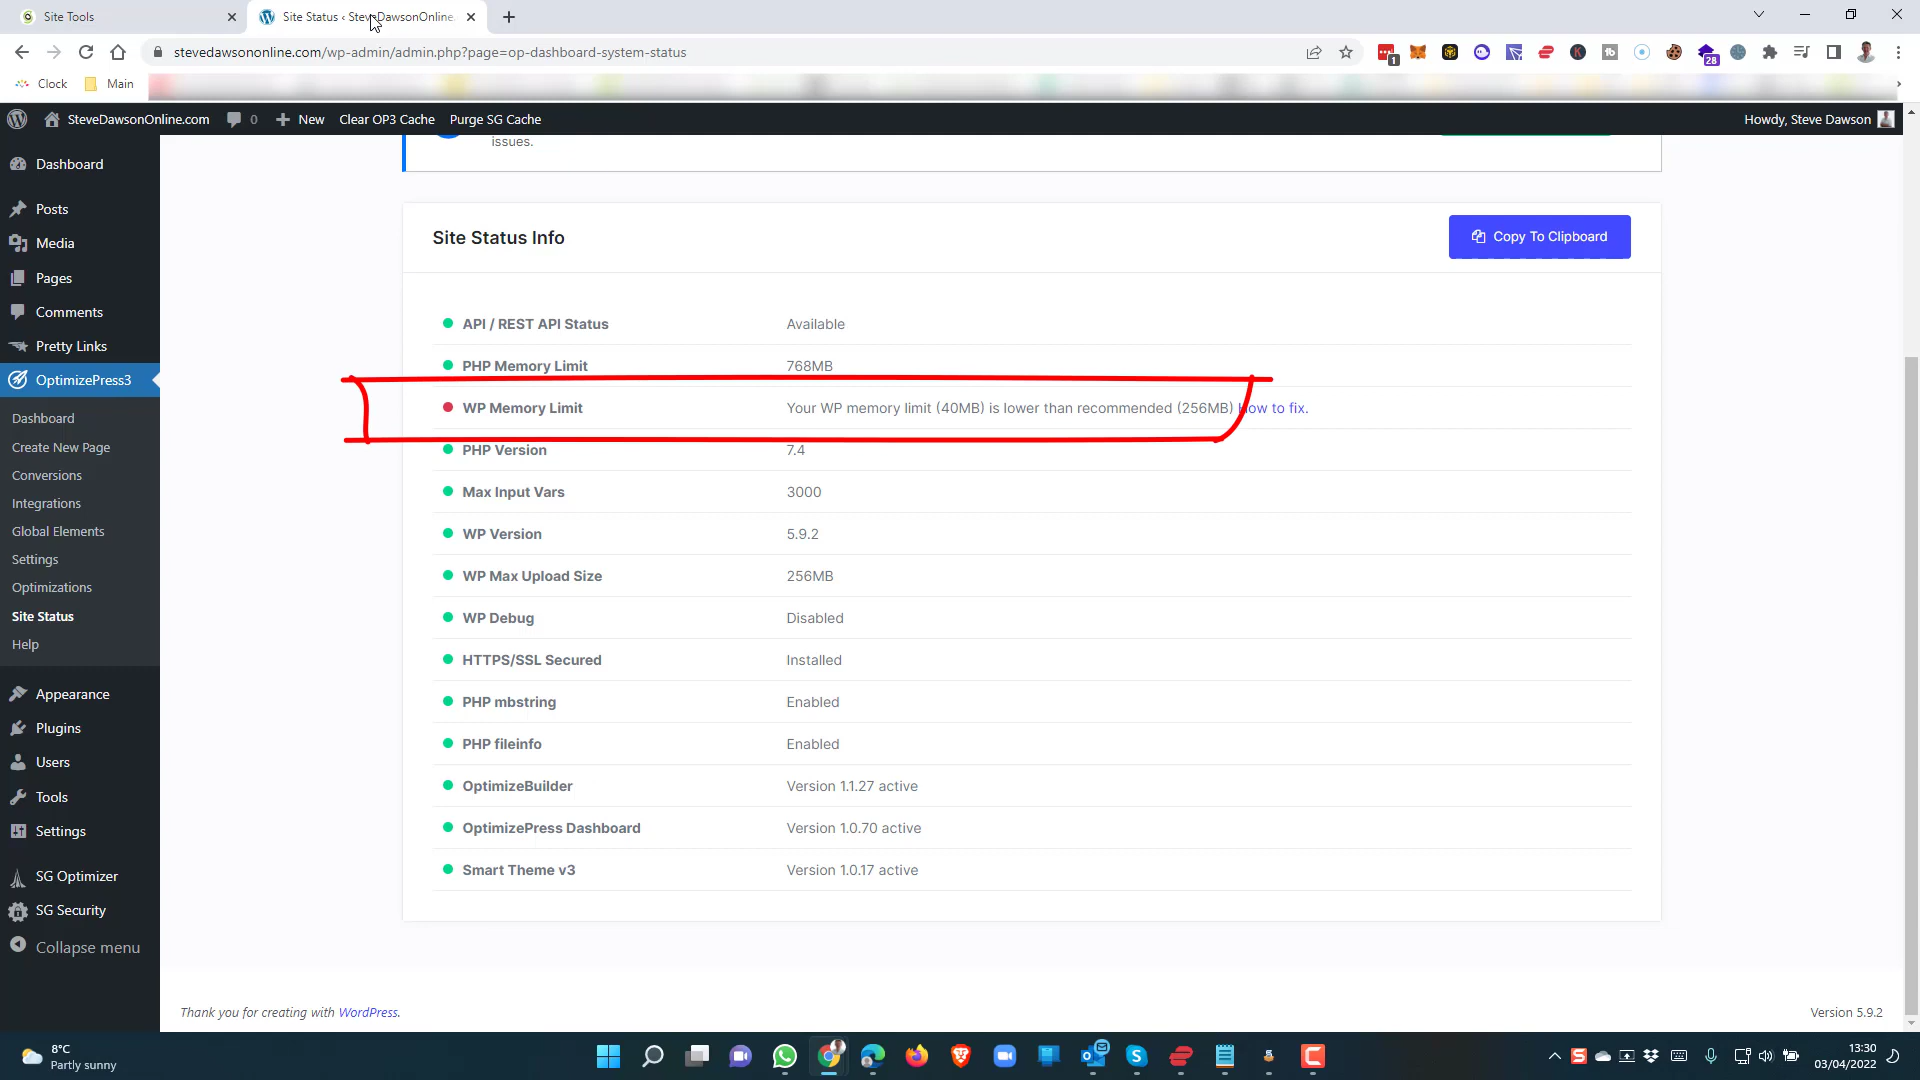 Site Tools
Site Status ‹ SteveDawsonOnline.
stevedawsononline.com/wp-admin/admin.php?page=op-dashboard-system-status
1
28
Clock
Main
SteveDawsonOnline.com
0
New
Clear OP3 Cache
Purge SG Cache
Howdy, Steve Dawson
issues.
Dashboard
Posts
Media
Pages
Comments
Pretty Links
OptimizePress3
Dashboard
Create New Page
Conversions
Integrations
Global Elements
Settings
Optimizations
Site Status
Help
Appearance
Plugins
Users
Tools
Settings
SG Optimizer
SG Security
Collapse menu
Site Status Info
Copy To Clipboard
API / REST API Status Available
PHP Memory Limit 768MB
WP Memory Limit Your WP memory limit (40MB) is lower than recommended (256MB) How to fix.
PHP Version 7.4
Max Input Vars 3000
WP Version 5.9.2
WP Max Upload Size 256MB
WP Debug Disabled
HTTPS/SSL Secured Installed
PHP mbstring Enabled
PHP fileinfo Enabled
OptimizeBuilder Version 1.1.27 active
OptimizePress Dashboard Version 1.0.70 active
Smart Theme v3 Version 1.0.17 active
Thank you for creating with WordPress.
Version 5.9.2
8°C
Partly sunny
13:30
03/04/2022